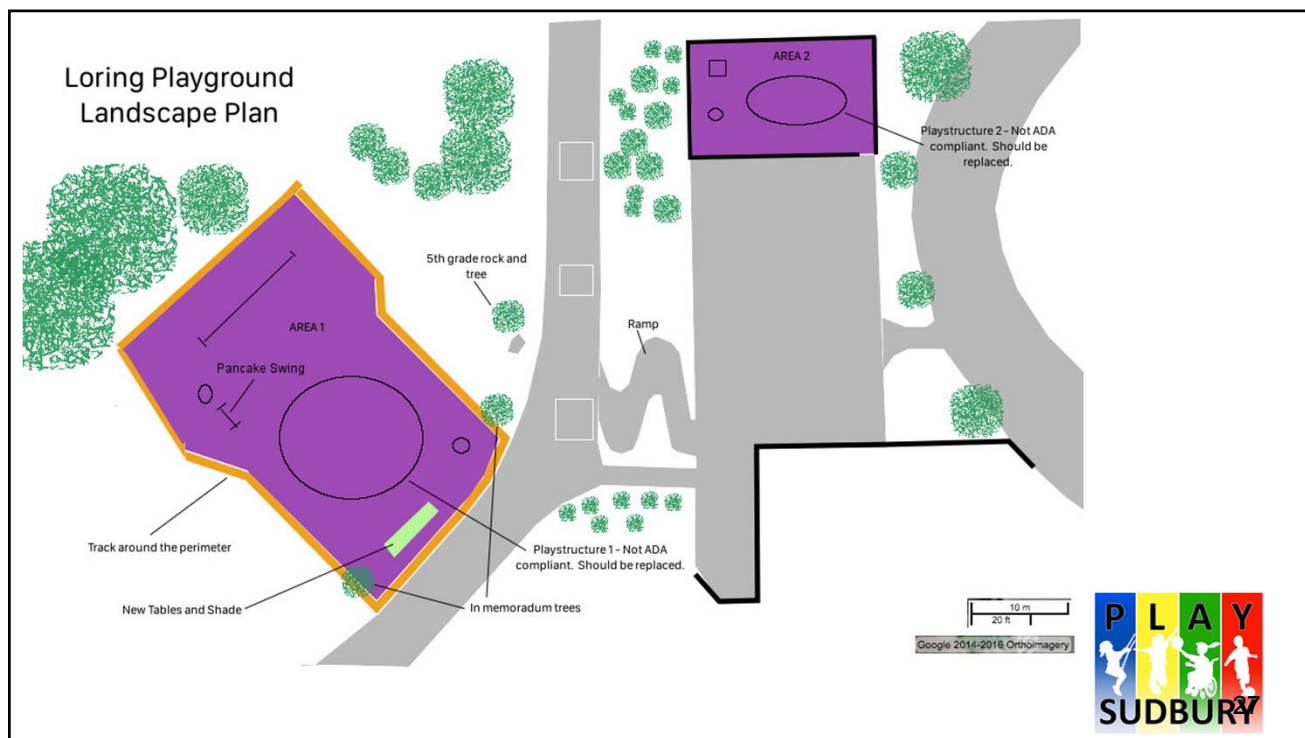 Loring Playground
Landscape Plan
AREA 2
Playstructure 2 - Not ADA
compliant. Should be
replaced.
5th grade rock and
tree
Ramp
AREA 1
Pancake Swing
Track around the perimeter
Playstructure 1 - Not ADA
compliant. Should be replaced.
New Tables and Shade
In memoradum trees
10 m
20 ft
Google 2014-2016 Orthoimagery
PLAY
SUDBURY
27